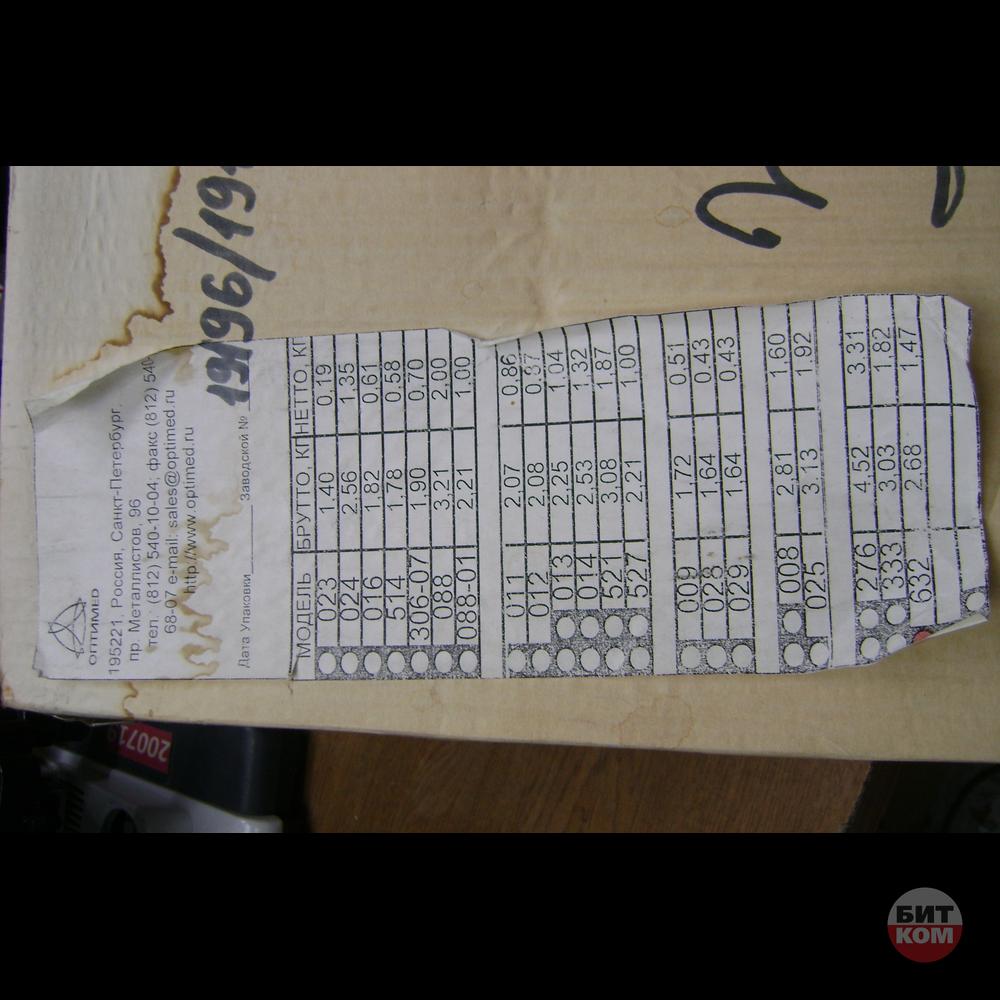 ОПТИМЕД
195221, Россия, Санкт-Петербург,
пр. Металлистов, 96
тел.: (812) 540-10-04; факс (812) 540-
68-07 e-mail: sales@optimed.ru
http://www.optimed.ru
Дата Упаковки Заводской №
МОДЕЛЬ БРУТТО, КГ НЕТТО, КГ
023 1.40 0.19
024 2.56 1.35
016 1.82 0.61
514 1.78 0.58
306-07 1.90 0.70
088 3,21 2.00
088-01 2,21 1.00
011 2,07 0.86
012 2.08 0.87
013 2.25 1.04
014 2.53 1.32
521 3,08 1.87
527 2.21 1.00
009 1,72 0.51
028 1,64 0.43
029 1.64 0.43
008 2,81 1.60
025 3,13 1.92
276 4,52 3.31
333 3,03 1,82
632 2,68 1,47
20071
БИТ
КОМ